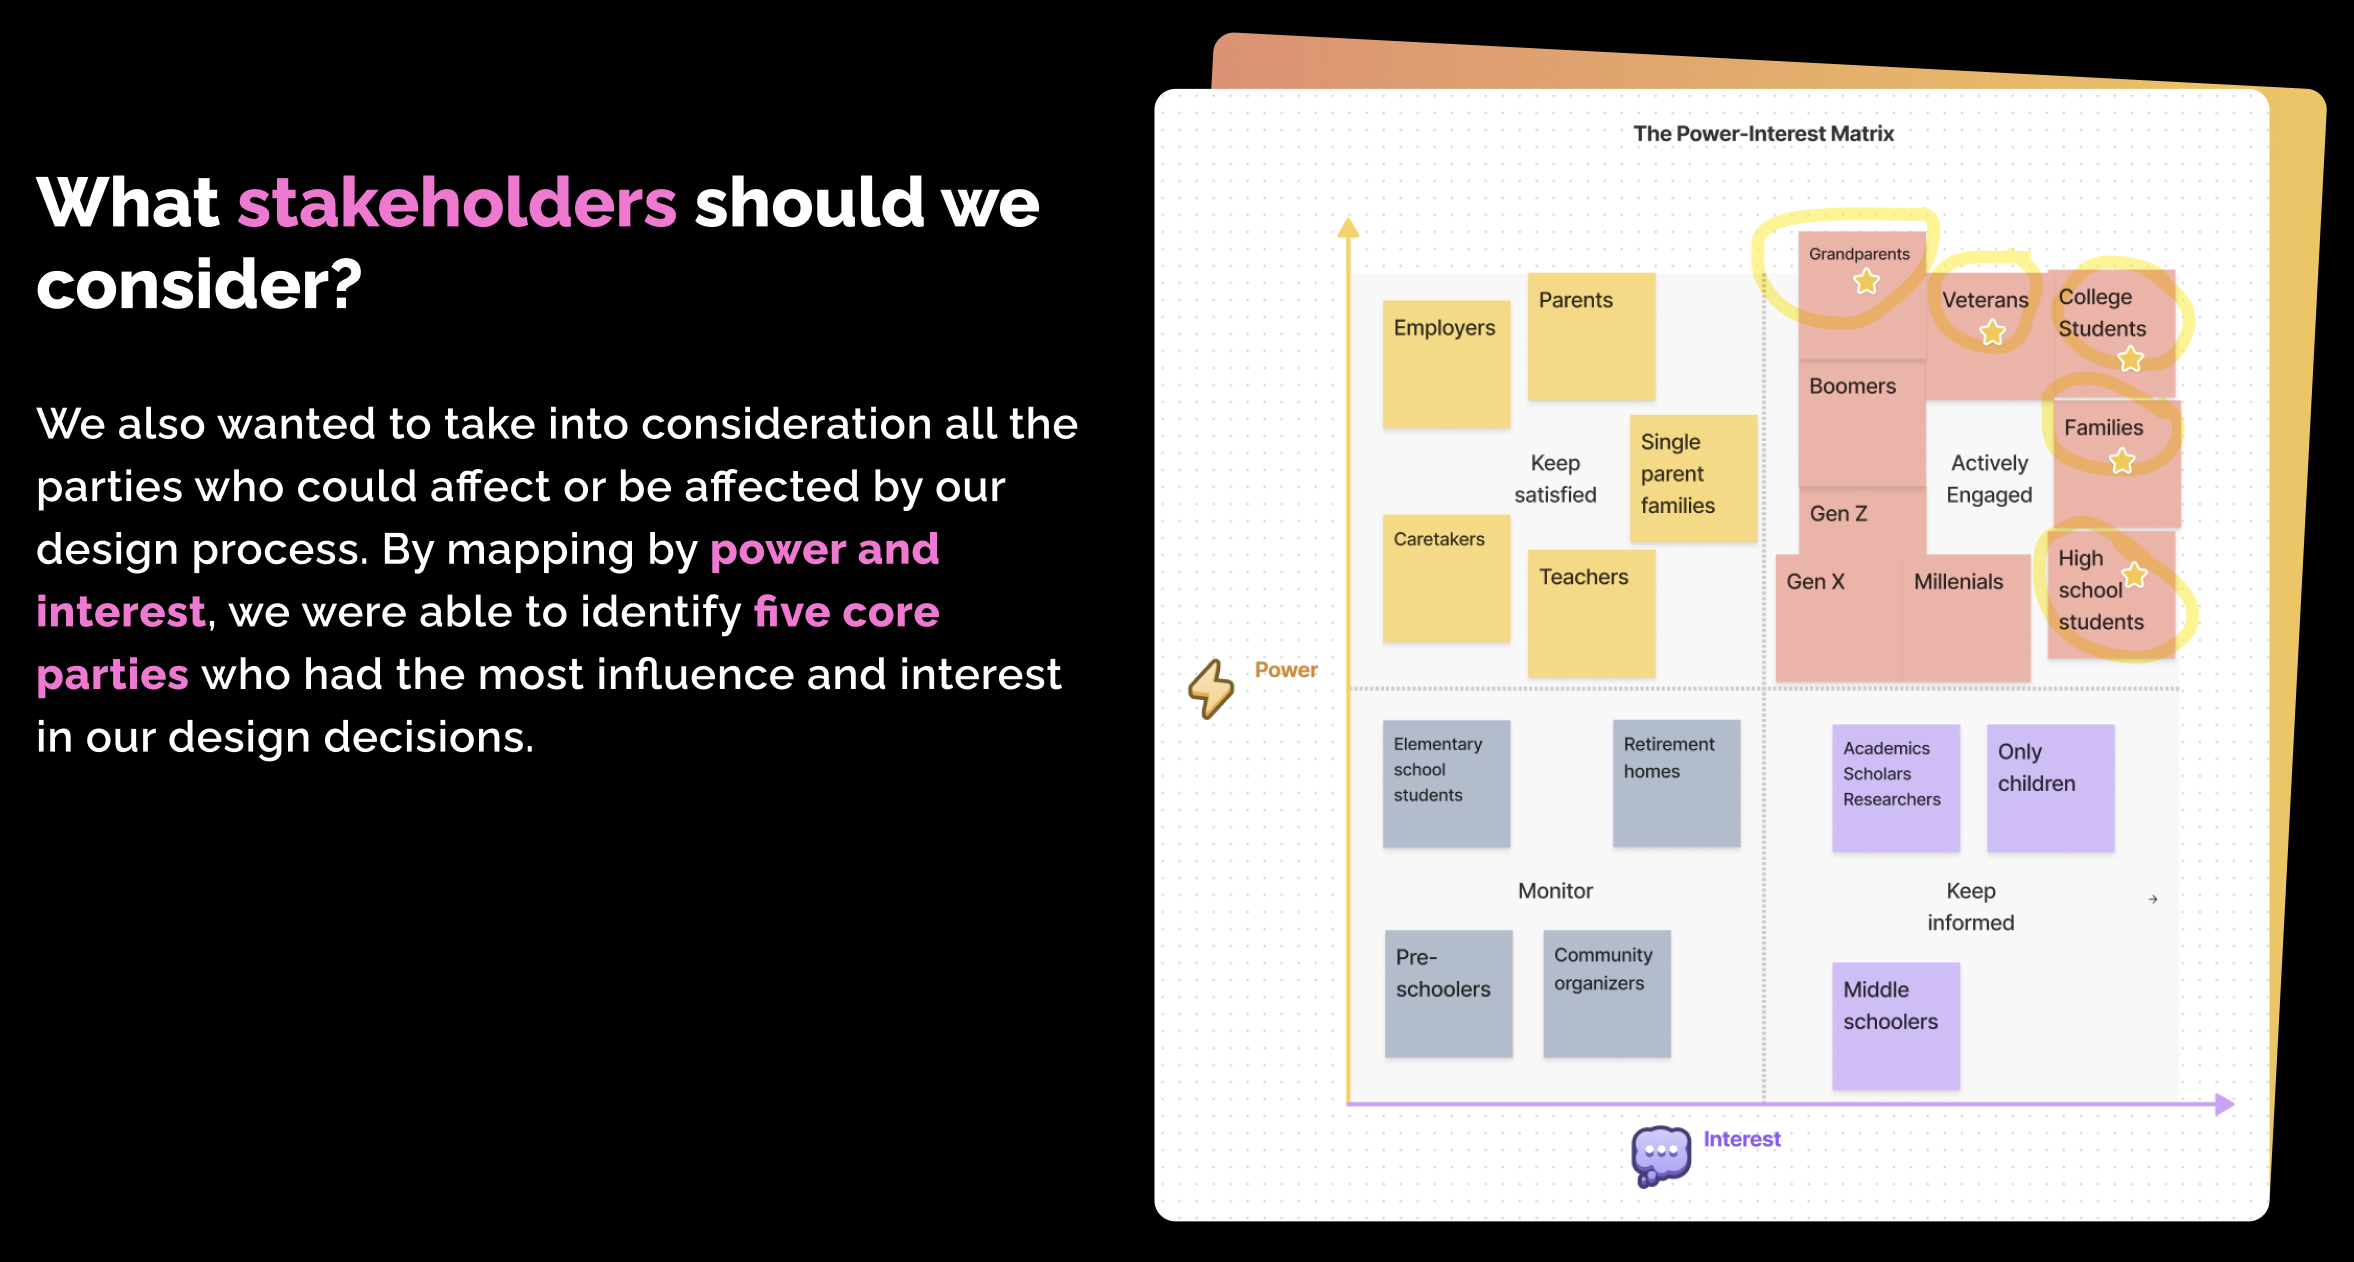 What stakeholders should we
consider?
We also wanted to take into consideration all the
parties who could affect or be affected by our
design process. By mapping by power and
interest, we were able to identify five core
parties who had the most influence and interest
in our design decisions.
The Power-Interest Matrix
Power
Employers
Parents
Keep
satisfied
Single
parent
families
Caretakers
Teachers
Grandparents
Veterans
College
Students
Boomers
Families
Actively
Engaged
Gen Z
High
school
students
Gen X
Millenials
Elementary
school
students
Retirement
homes
Monitor
Pre-
schoolers
Community
organizers
Academics
Scholars
Researchers
Only
children
Keep
informed
Middle
schoolers
Interest